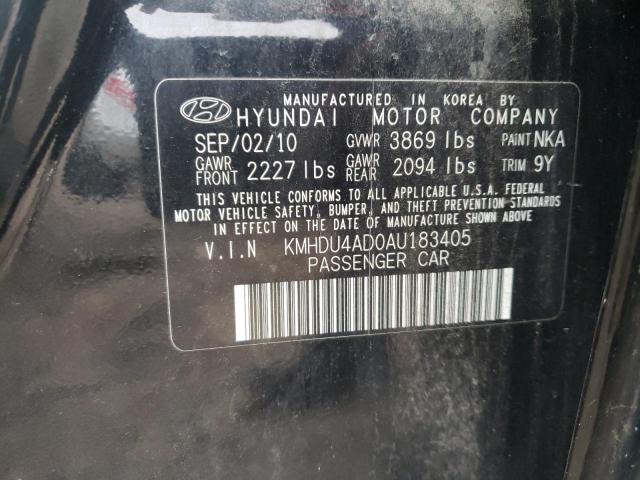 MANUFACTURED IN KOREA BY
HYUNDAI MOTOR COMPANY
SEP/02/10 GVWR 3869 lbs PAINT NKA
GAWR FRONT 2227 lbs GAWR REAR 2094 lbs TRIM 9Y
THIS VEHICLE CONFORMS TO ALL APPLICABLE U.S.A. FEDERAL
MOTOR VEHICLE SAFETY, BUMPER, AND THEFT PREVENTION STANDARDS
IN EFFECT ON THE DATE OF MANUFACTURE SHOWN ABOVE.
V.I.N KMHDU4AD0AU183405
PASSENGER CAR